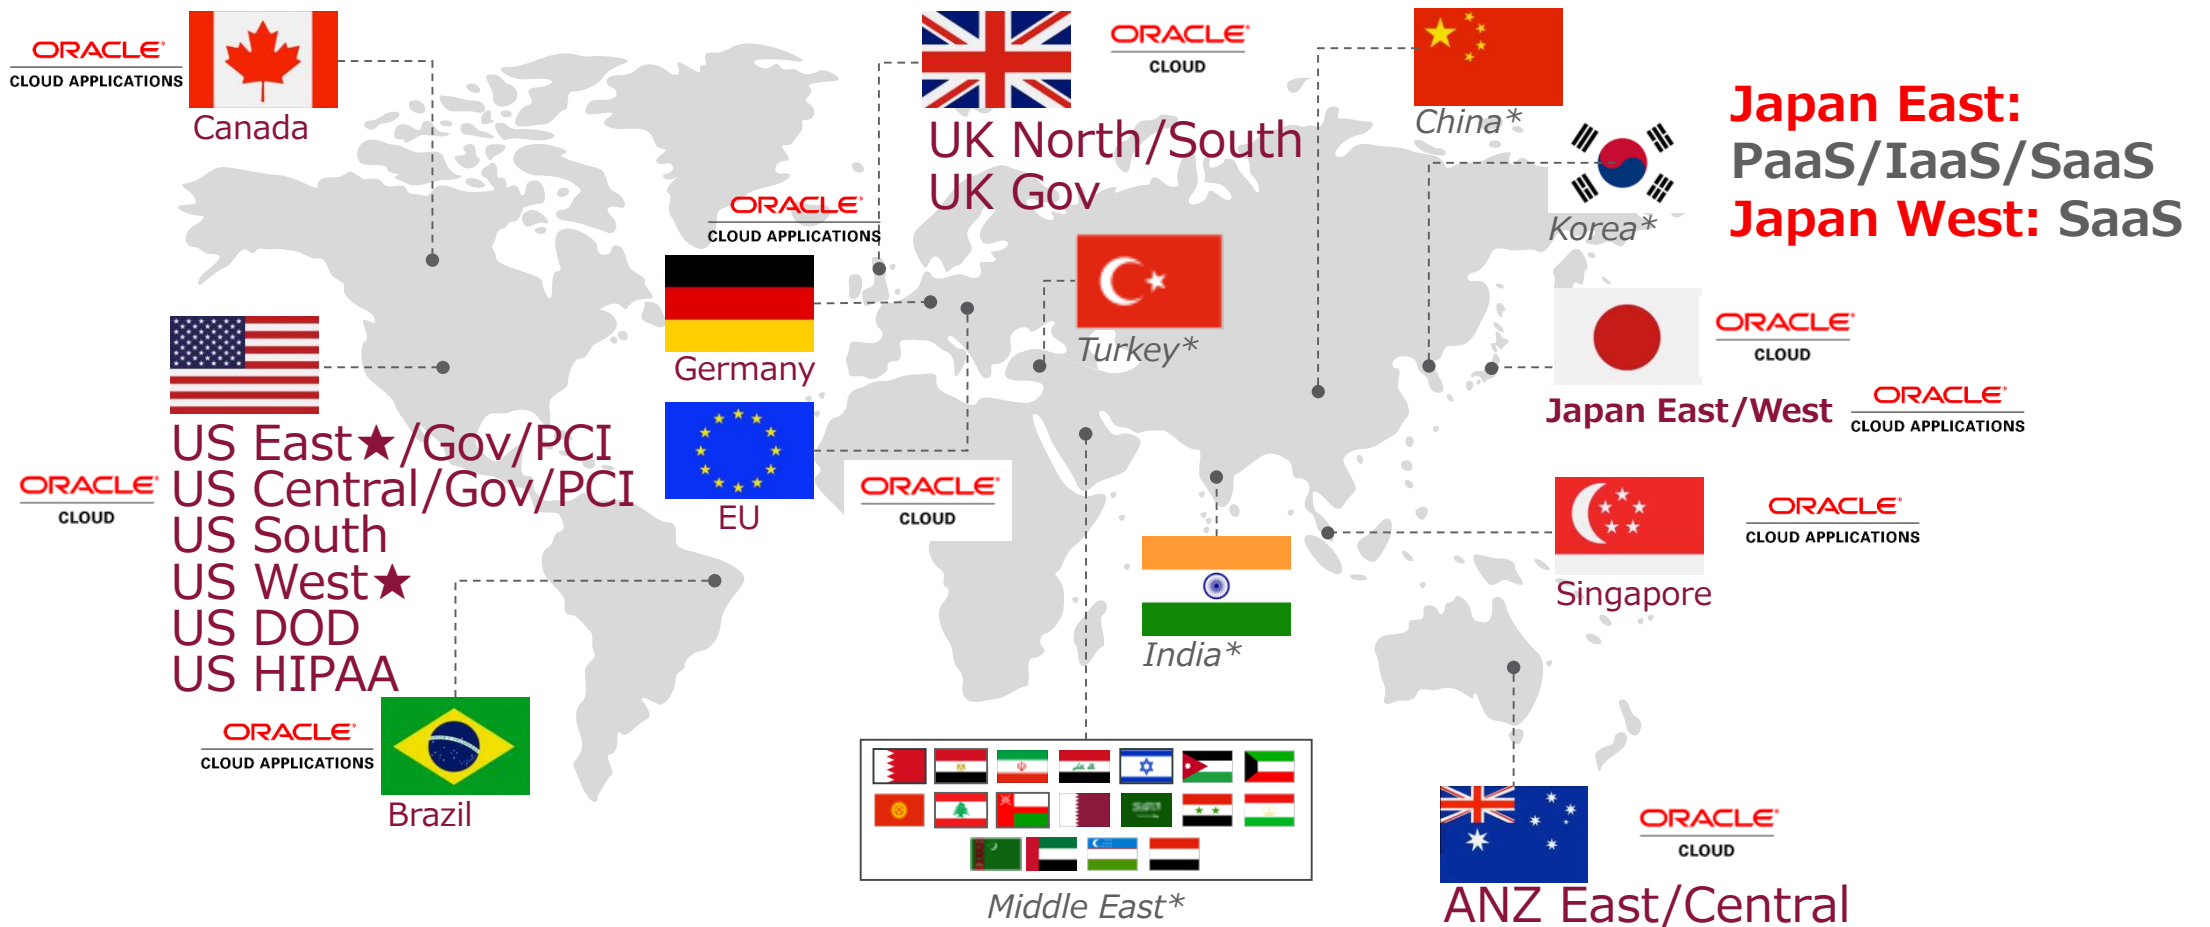 ORACLE
CLOUD APPLICATIONS
Canada
ORACLE
CLOUD
UK North/South
UK Gov
China*
Korea*
Japan East:
PaaS/IaaS/SaaS
Japan West: SaaS
ORACLE
CLOUD APPLICATIONS
Germany
Turkey*
ORACLE
CLOUD
Japan East/West
ORACLE
CLOUD APPLICATIONS
US East★/Gov/PCI
US Central/Gov/PCI
US South
US West★
US DOD
US HIPAA
ORACLE
CLOUD
EU
ORACLE
CLOUD
India*
Singapore
ORACLE
CLOUD APPLICATIONS
ORACLE
CLOUD APPLICATIONS
Brazil
Middle East*
ORACLE
CLOUD
ANZ East/Central